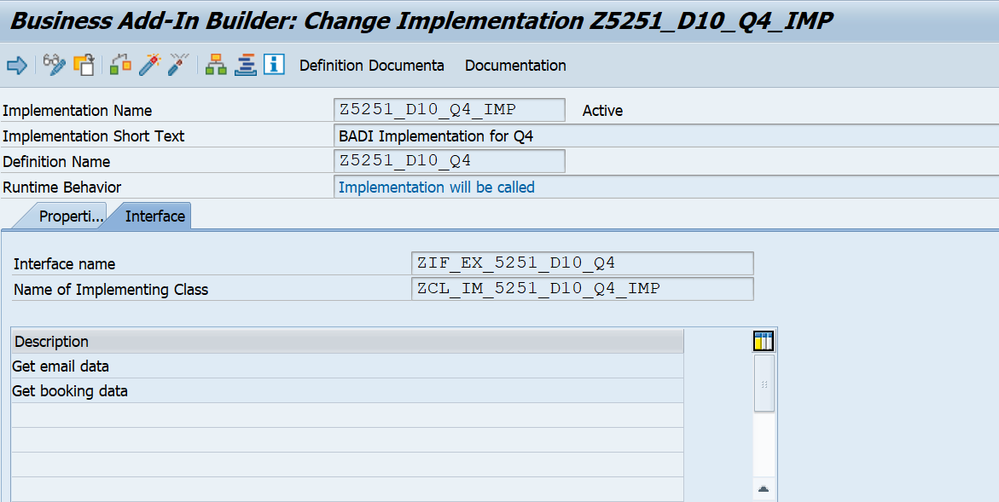 Business Add-In Builder: Change Implementation Z5251_D10_Q4_IMP
Definition Documenta Documentation
Implementation Name Z5251_D10_Q4_IMP Active
Implementation Short Text BADI Implementation for Q4
Definition Name Z5251_D10_Q4
Runtime Behavior Implementation will be called
Properti... Interface
Interface name ZIF_EX_5251_D10_Q4
Name of Implementing Class ZCL_IM_5251_D10_Q4_IMP
Description
Get email data
Get booking data